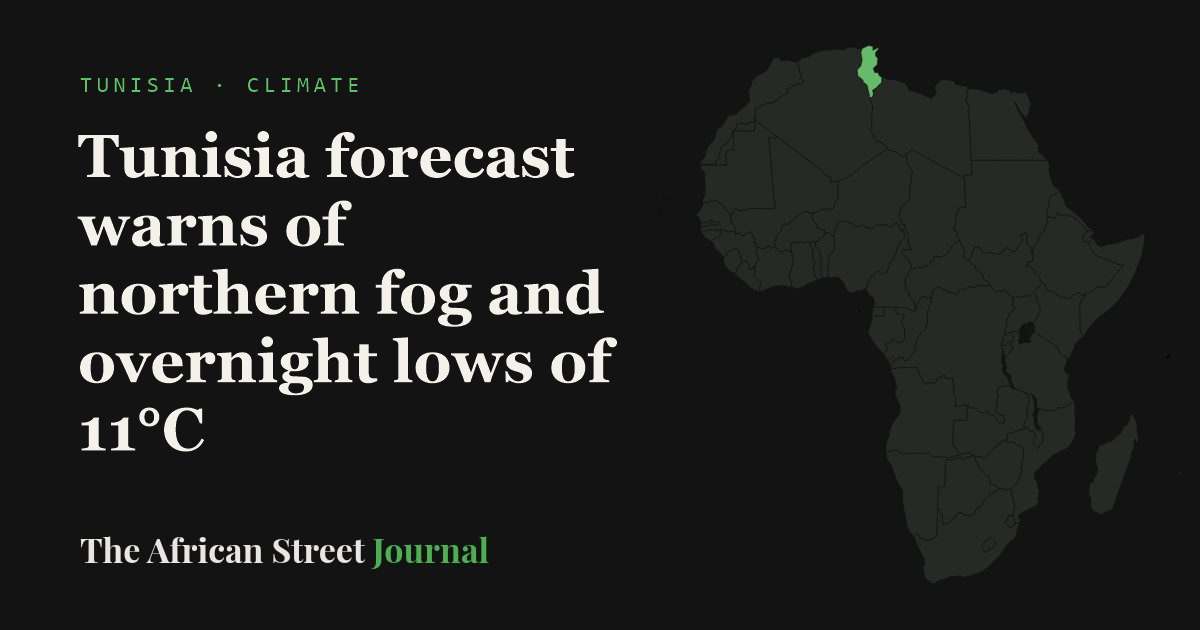 TUNISIA · CLIMATE
Tunisia forecast
warns of
northern fog and
overnight lows of
11°C
The African Street Journal